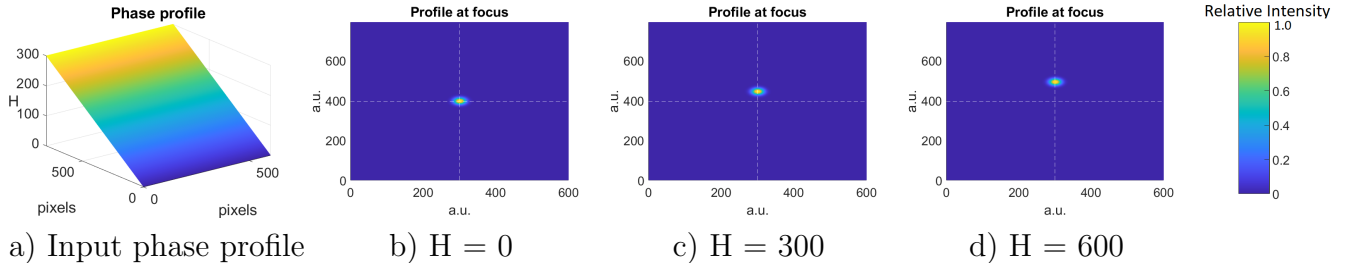 Phase profile
300
200
100
0
H
500
0
0
500
pixels
pixels
a) Input phase profile
Profile at focus
600
400
200
0
a.u.
0
200
400
600
a.u.
b) H = 0
Profile at focus
600
400
200
0
a.u.
0
200
400
600
a.u.
c) H = 300
Profile at focus
600
400
200
0
a.u.
0
200
400
600
a.u.
d) H = 600
Relative Intensity
1.0
0.8
0.6
0.4
0.2
0